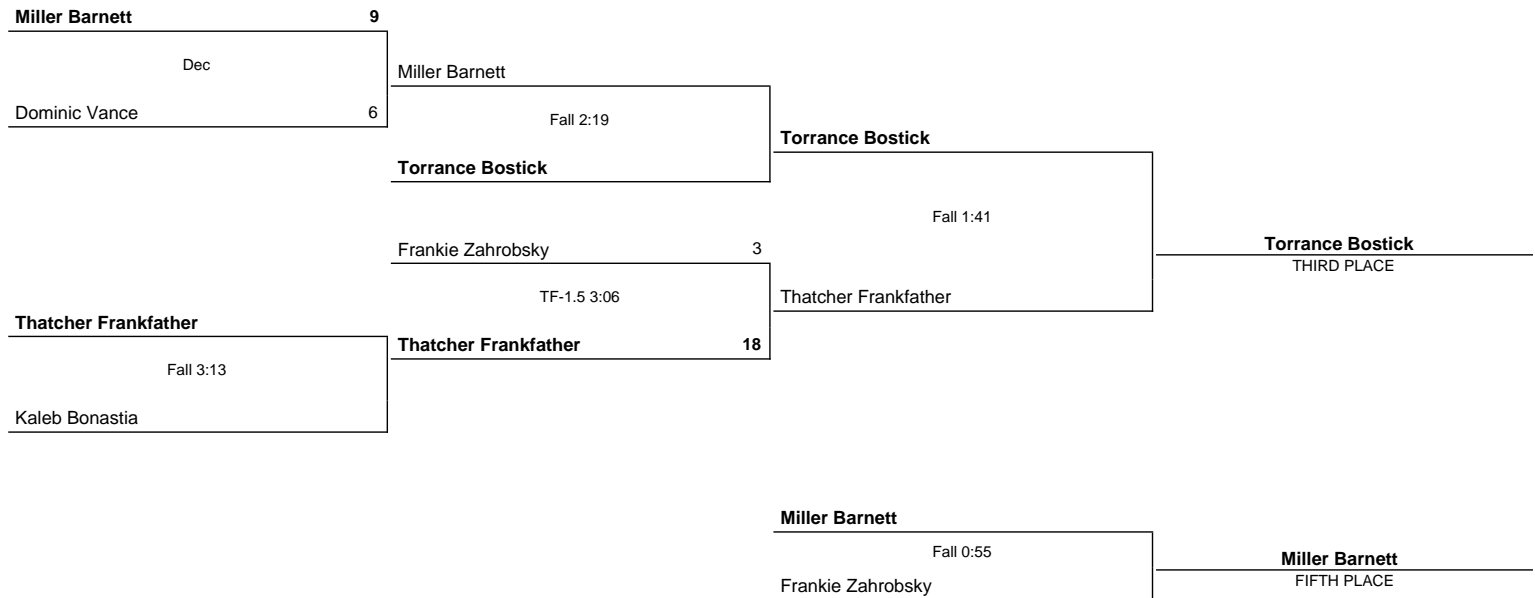 Miller Barnett 9
Dec
Dominic Vance 6
Miller Barnett
Fall 2:19
Torrance Bostick
Frankie Zahrobsky 3
TF-1.5 3:06
Thatcher Frankfather 18
Thatcher Frankfather
Fall 3:13
Kaleb Bonastia
Torrance Bostick
Fall 1:41
Thatcher Frankfather
Torrance Bostick
THIRD PLACE
Miller Barnett
Fall 0:55
Frankie Zahrobsky
Miller Barnett
FIFTH PLACE